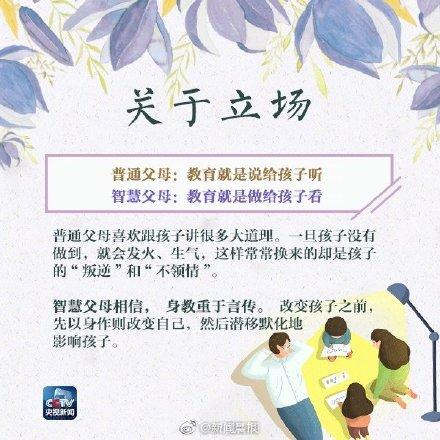 关于立场
普通父母：教育就是说给孩子听
智慧父母：教育就是做给孩子看
普通父母喜欢跟孩子讲很多大道理。一旦孩子没有
做到，就会发火、生气，这样常常换来的却是孩子
的“叛逆”和“不领情”。
智慧父母相信，身教重于言传。改变孩子之前，
先以身作则改变自己，然后潜移默化地
影响孩子。
CCTV
央视新闻
@新闻晨报